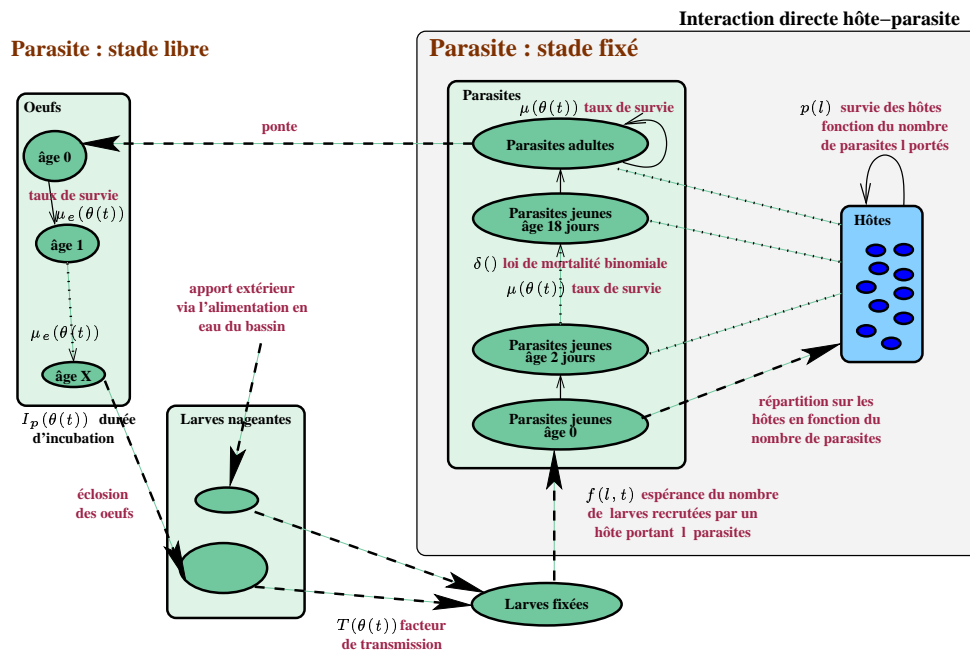 Interaction directe hôte–parasite
Parasite : stade libre
Parasite : stade fixé
Oeufs
âge 0
taux de survie
μ_e(θ(t))
âge 1
μ_e(θ(t))
âge X
I_p(θ(t)) durée
d'incubation
ponte
apport extérieur
via l'alimentation en
eau du bassin
éclosion
des oeufs
Larves nageantes
T(θ(t)) facteur
de transmission
Larves fixées
Parasites
μ(θ(t)) taux de survie
Parasites adultes
Parasites jeunes
âge 18 jours
δ() loi de mortalité binomiale
μ(θ(t)) taux de survie
Parasites jeunes
âge 2 jours
Parasites jeunes
âge 0
f(l, t) espérance du nombre
de larves recrutées par un
hôte portant l parasites
p(l) survie des hôtes
fonction du nombre
de parasites l portés
Hôtes
répartition sur les
hôtes en fonction du
nombre de parasites